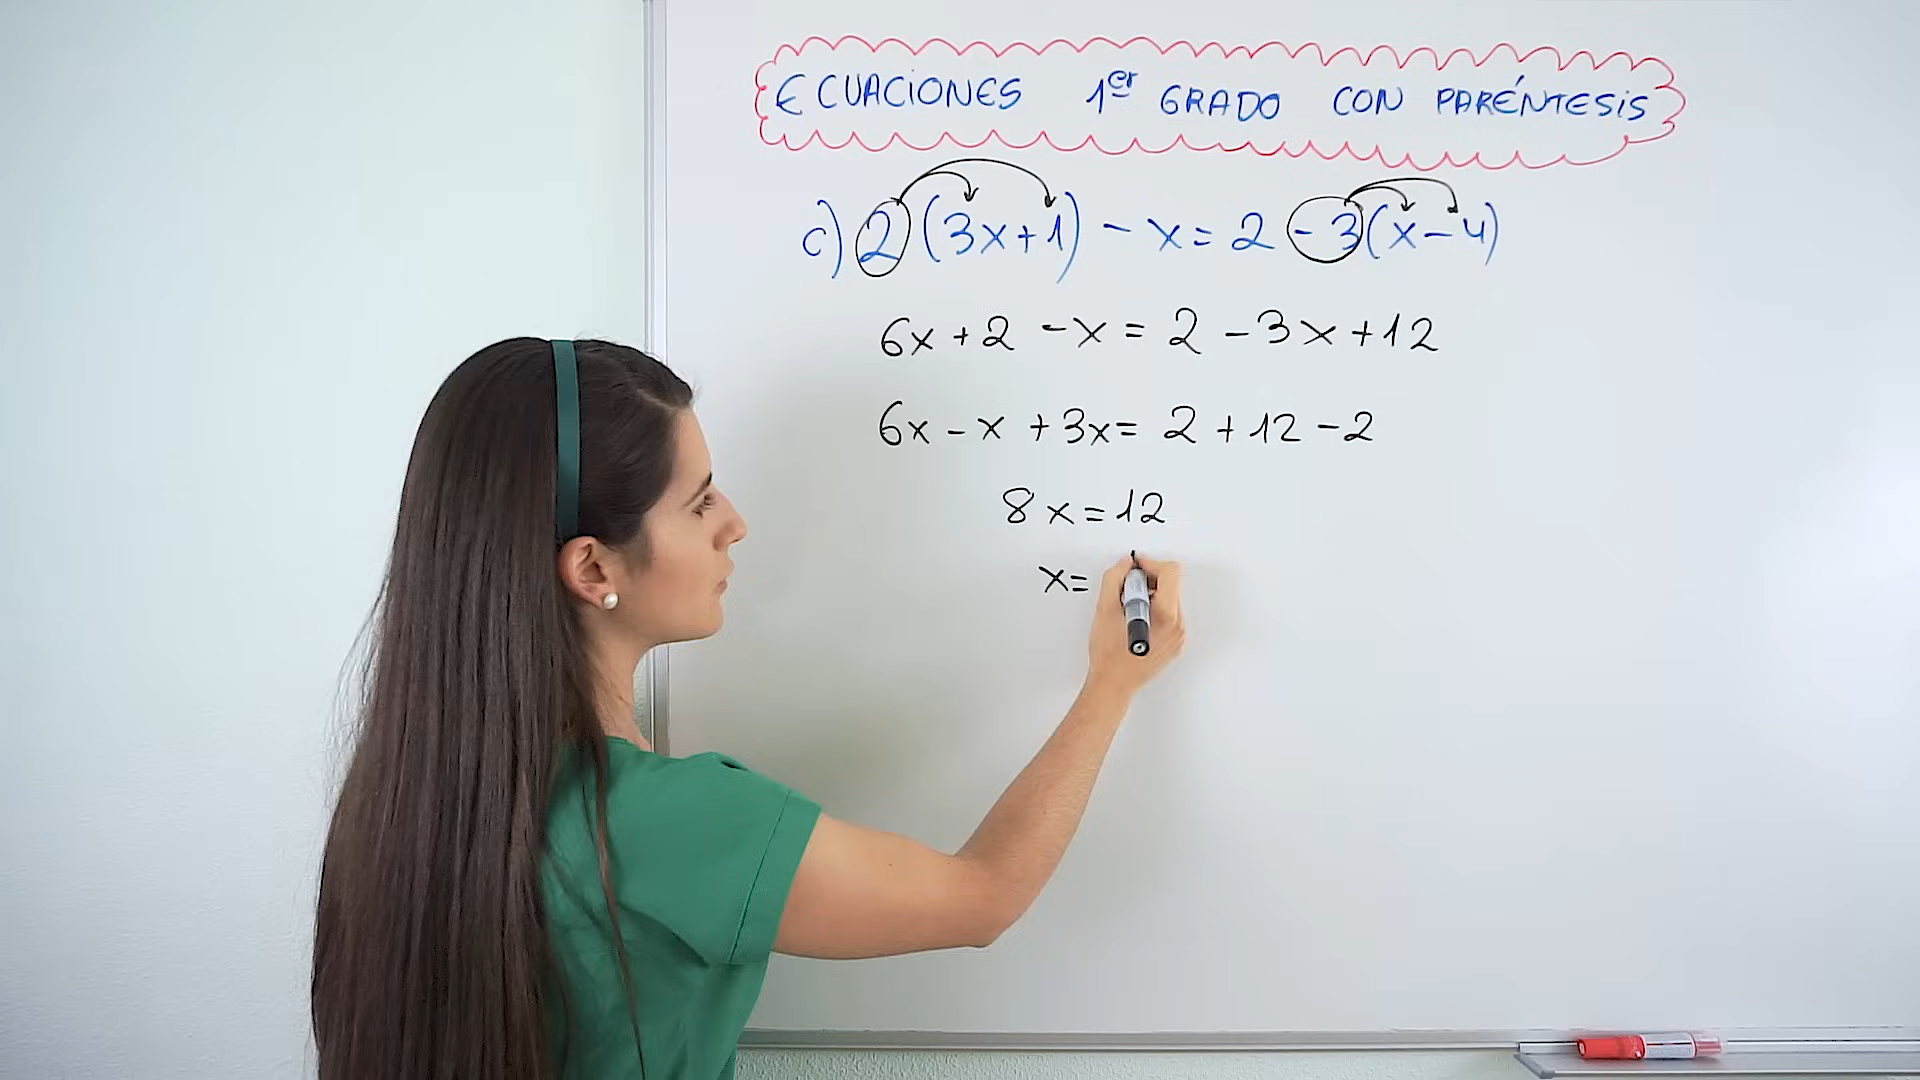 ECUACIONES 1er GRADO CON PARÉNTESIS
c) 2(3x+1) - x = 2 - 3(x - 4)
6x + 2 - x = 2 - 3x + 12
6x - x + 3x = 2 + 12 - 2
8x = 12
x =